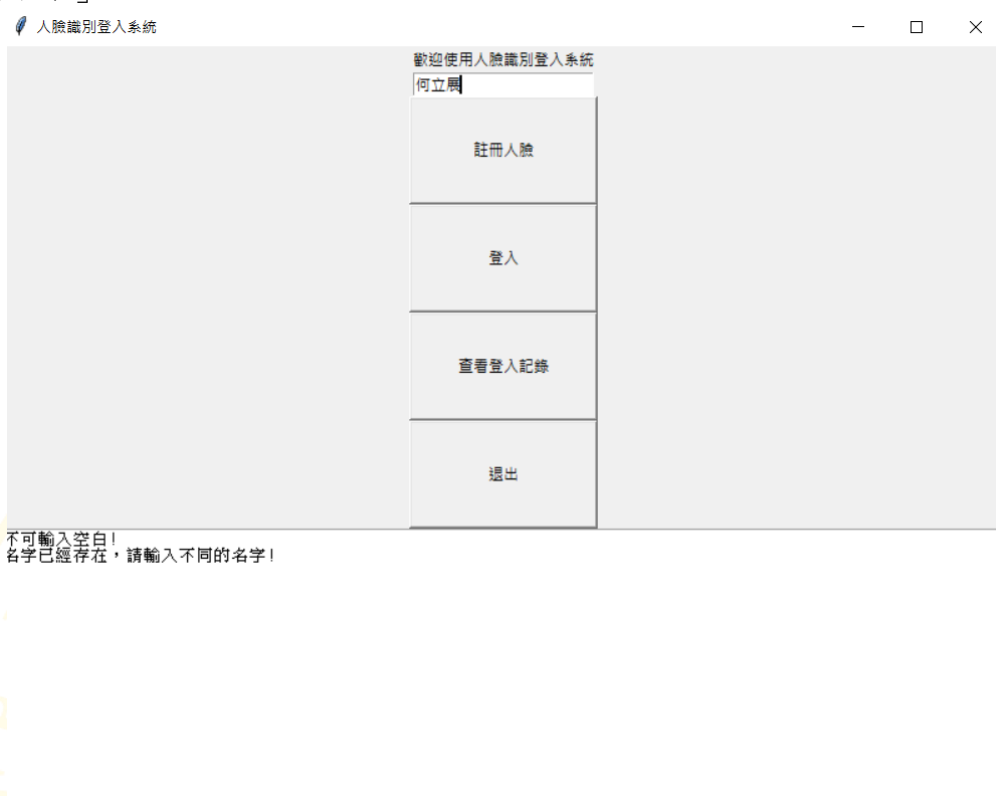 人臉識別登入系統
歡迎使用人臉識別登入系統
何立展
註冊人臉
登入
查看登入記錄
退出
不可輸入空白!
名字已經存在，請輸入不同的名字!